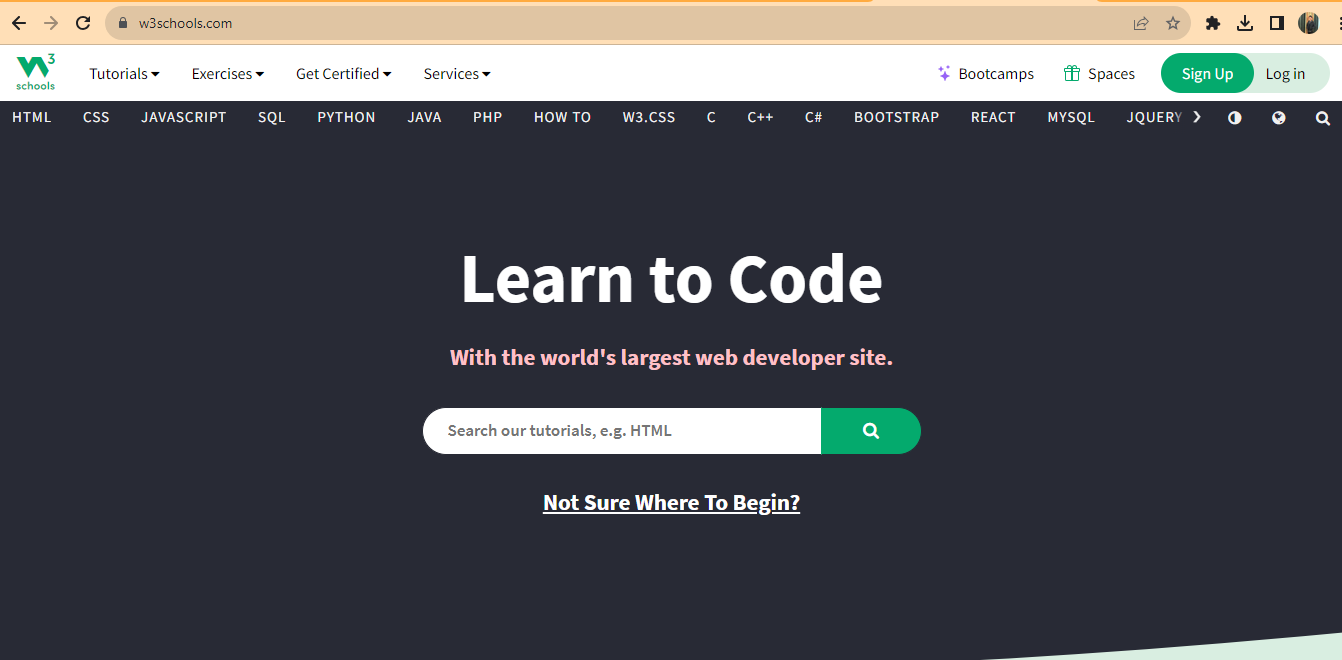 w3schools.com
3
schools
Tutorials Exercises Get Certified Services Bootcamps Spaces Sign Up Log in
HTML CSS JAVASCRIPT SQL PYTHON JAVA PHP HOW TO W3.CSS C C++ C# BOOTSTRAP REACT MYSQL JQUERY
Learn to Code
With the world's largest web developer site.
Search our tutorials, e.g. HTML
Not Sure Where To Begin?